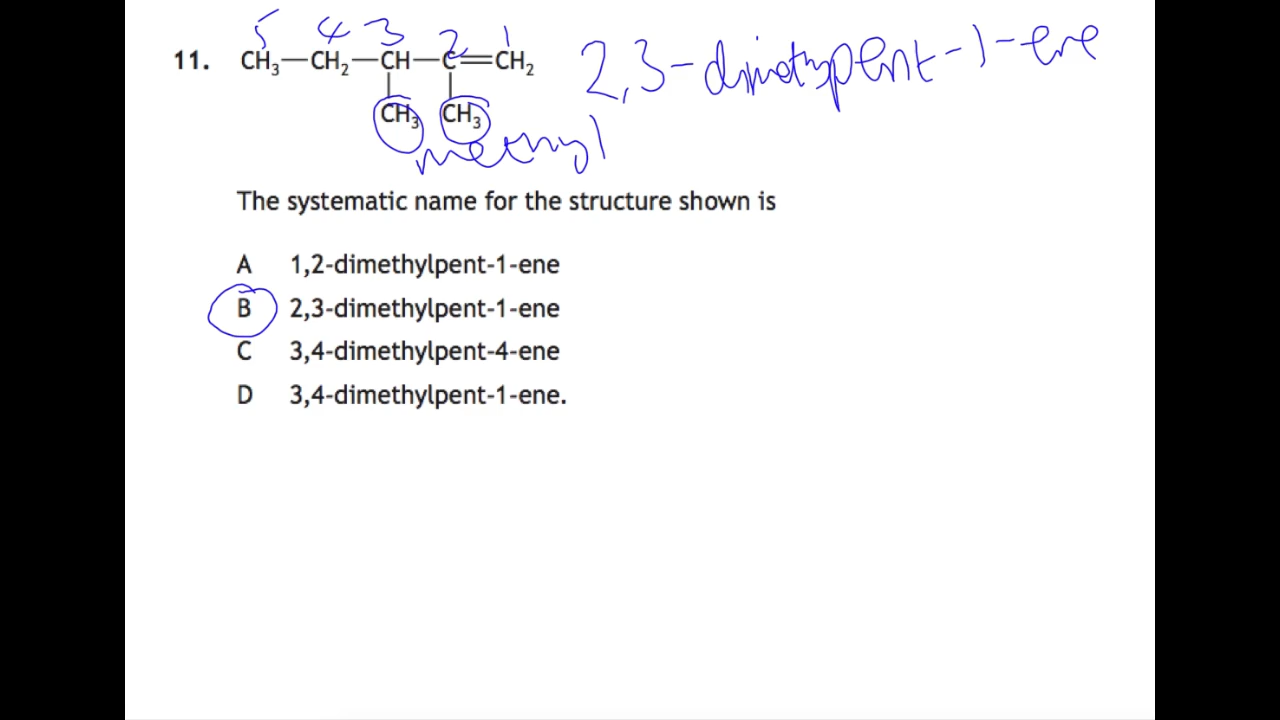 5 4 3 2 1
11. CH₃—CH₂—CH—C=CH₂ 2,3-dimethypent-1-ene
CH₃ CH₃
methyl
The systematic name for the structure shown is
A 1,2-dimethylpent-1-ene
B 2,3-dimethylpent-1-ene
C 3,4-dimethylpent-4-ene
D 3,4-dimethylpent-1-ene.